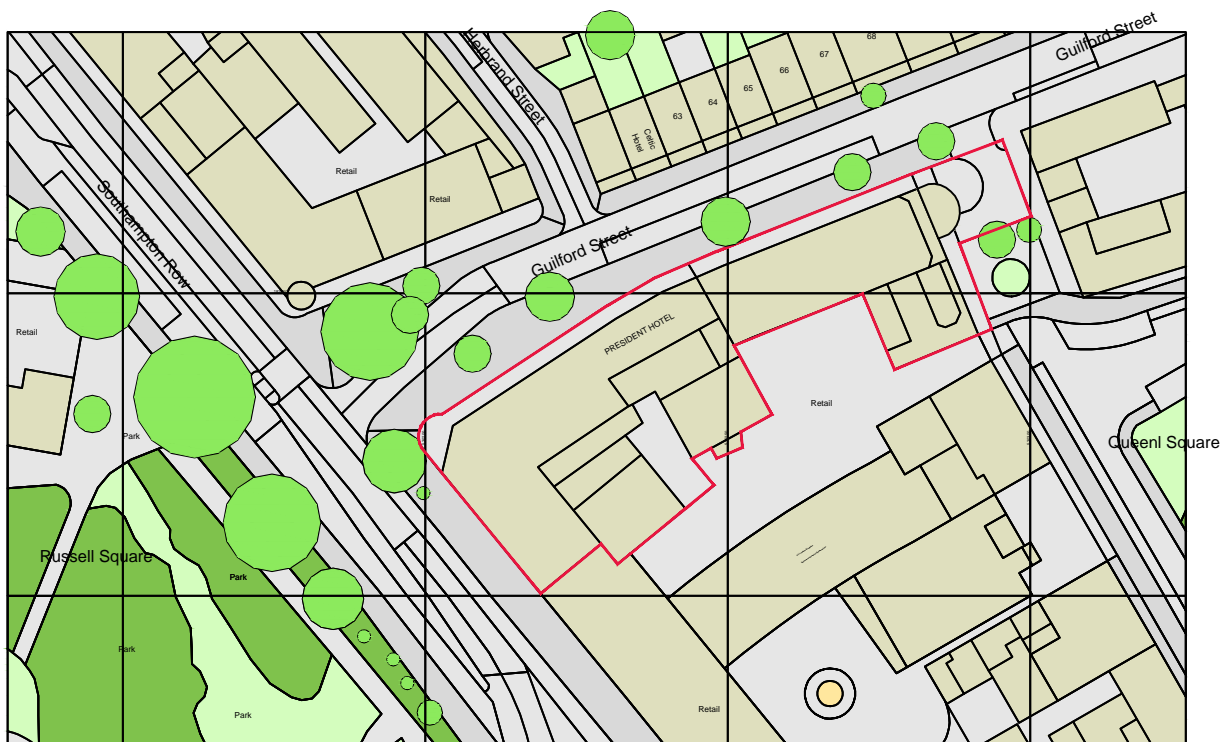 Guilford Street
Herbrand Street
68
67
66
65
64
63
Celtic
Hotel
Retail
Retail
Southampton Row
Guilford Street
Retail
PRESIDENT HOTEL
Retail
Park
Queenl Square
Russell Square
Park
Park
Retail
Park